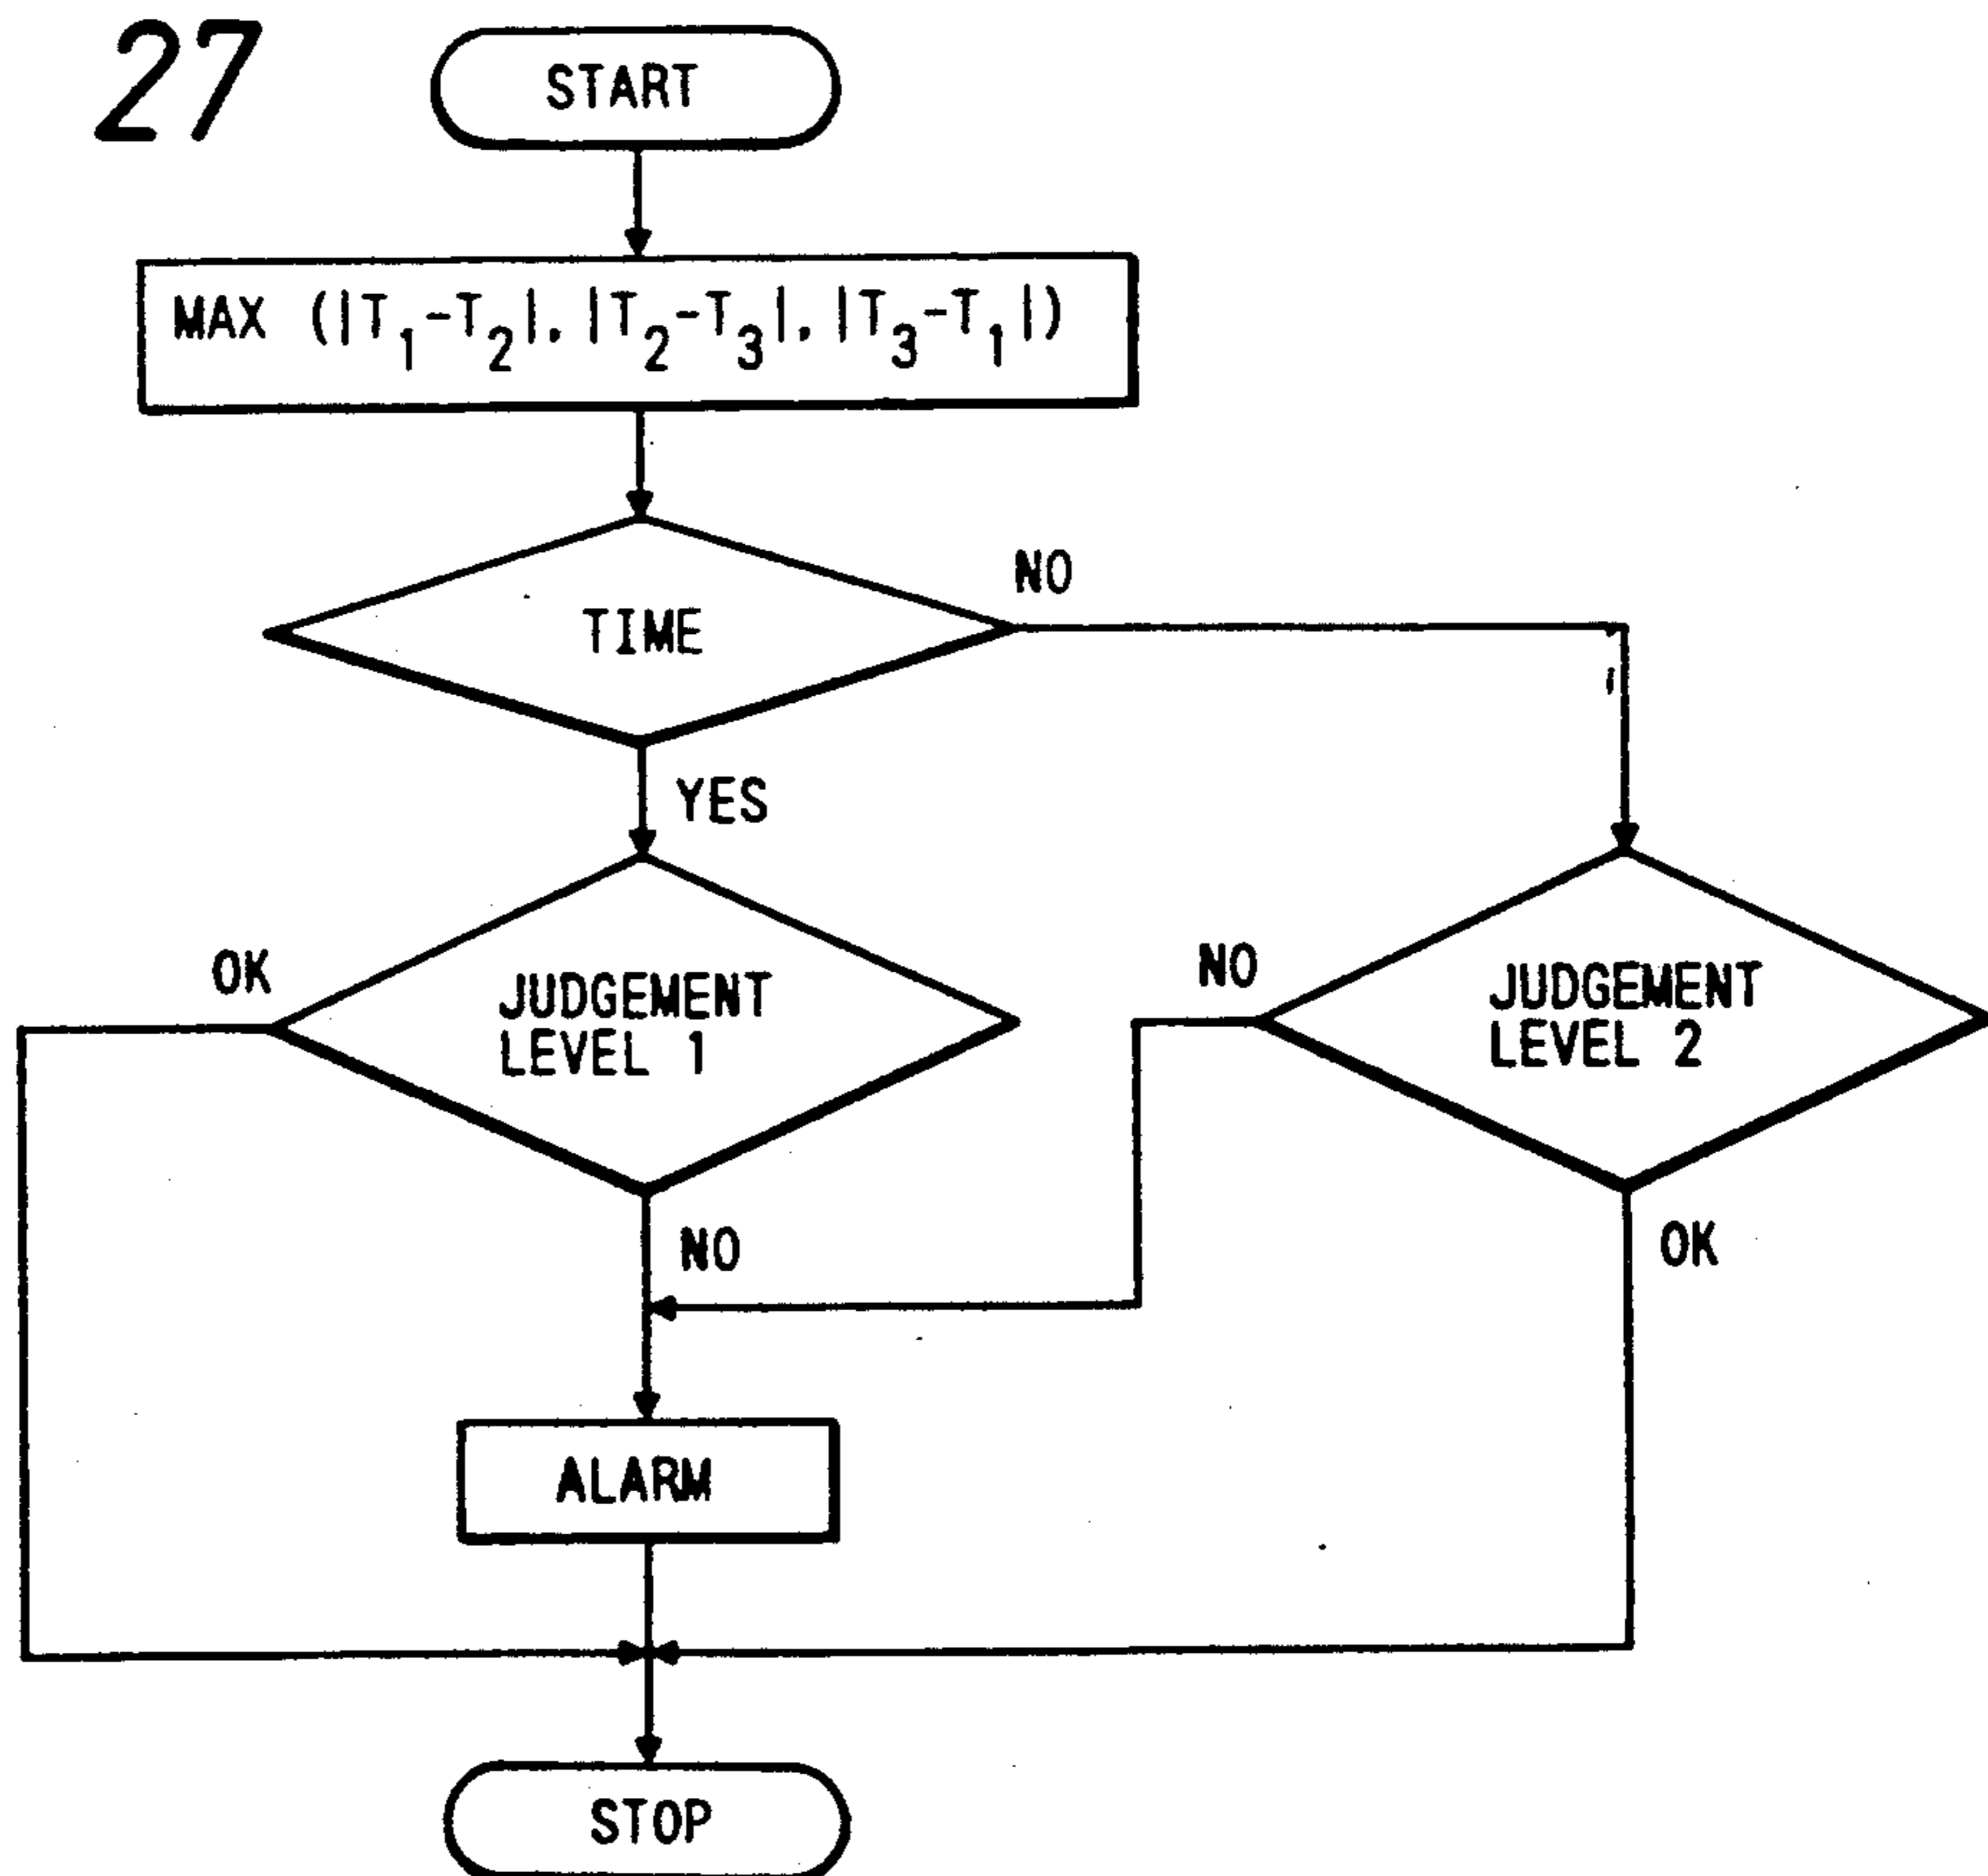 27
START
MAX (|T₁-T₂|, |T₂-T₃|, |T₃-T₁|)
TIME
NO
YES
OK
JUDGEMENT
LEVEL 1
NO
JUDGEMENT
LEVEL 2
NO
OK
ALARM
STOP